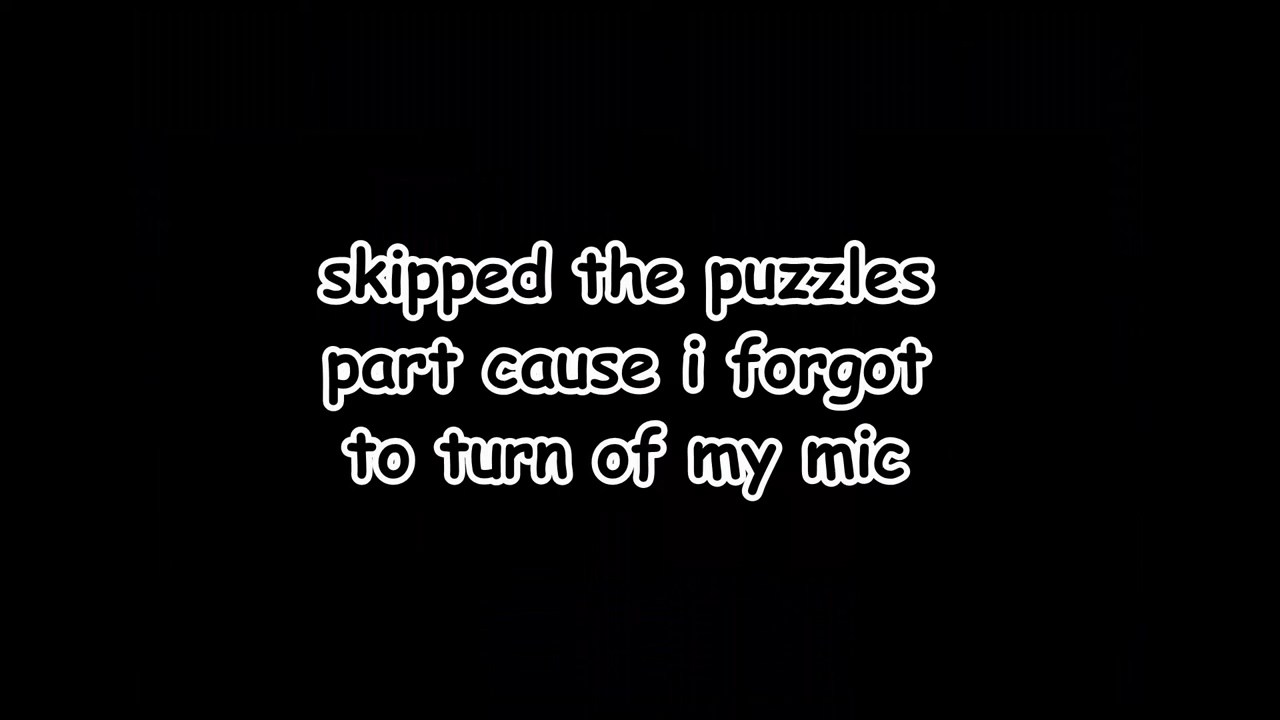 skipped the puzzles
part cause i forgot
to turn of my mic